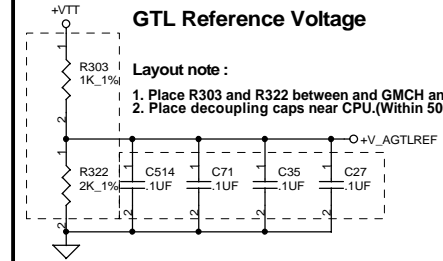 +VTT
GTL Reference Voltage
1
R303
1K_1%
2
Layout note :
1. Place R303 and R322 between and GMCH an
2. Place decoupling caps near CPU.(Within 50
+V_AGTLREF
1
R322
2K_1%
2
1
C514
.1UF
2
1
C71
.1UF
2
1
C35
.1UF
2
1
C27
.1UF
2